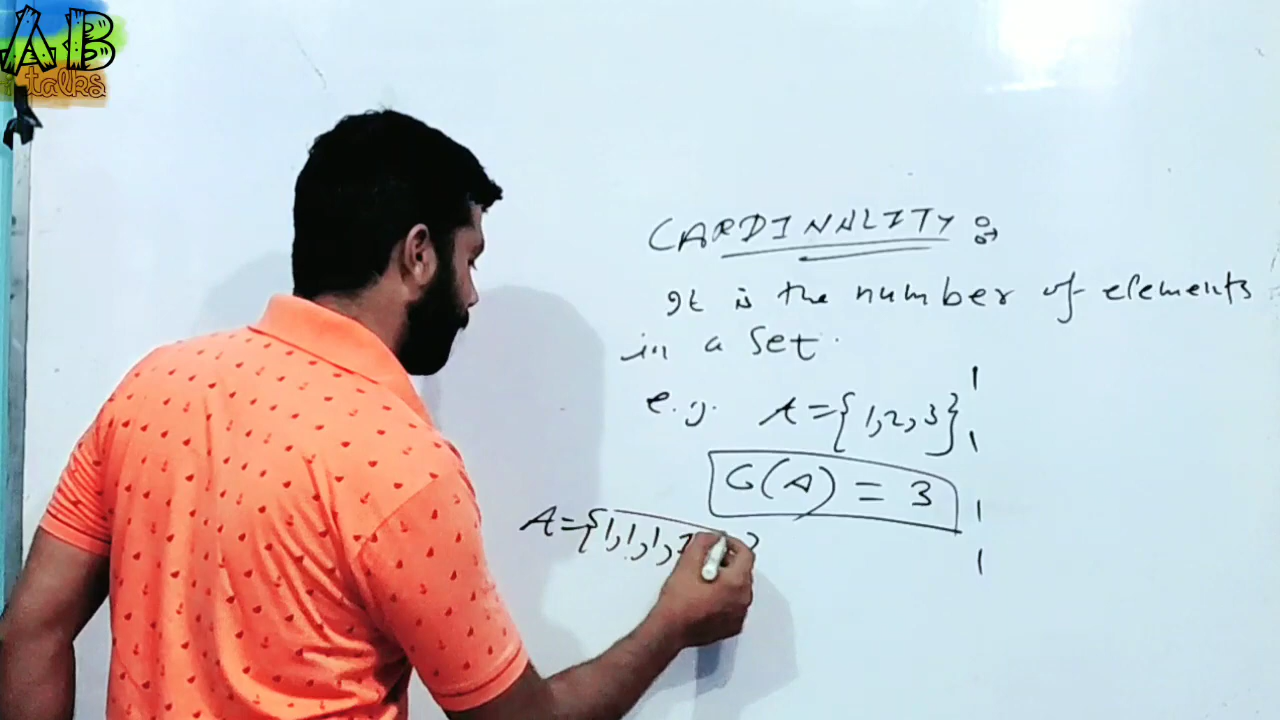 AB
talks
CARDINALITY :
It is the number of elements
in a set.
e.g. A={1,2,3}
C(A) = 3
A={1,1,1,